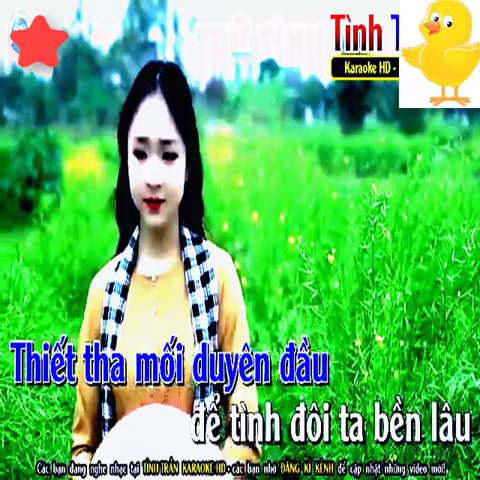 Tình
Karaoke HD -
Thiết tha mối duyên đầu
để tình đôi ta bền lâu
Các bạn đang nghe nhạc tại TÌNH TRẦN KARAOKE HD - các bạn nhớ ĐĂNG KÍ KÊNH để cập nhật những video mới!.